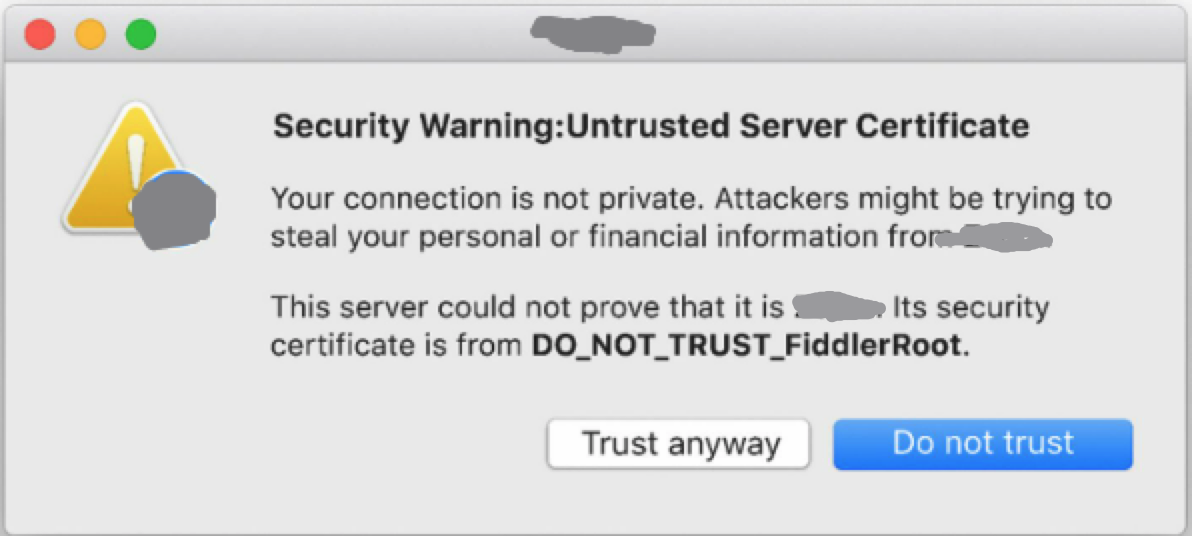 Security Warning:Untrusted Server Certificate
Your connection is not private. Attackers might be trying to
steal your personal or financial information from
This server could not prove that it is Its security
certificate is from DO_NOT_TRUST_FiddlerRoot.
Trust anyway
Do not trust